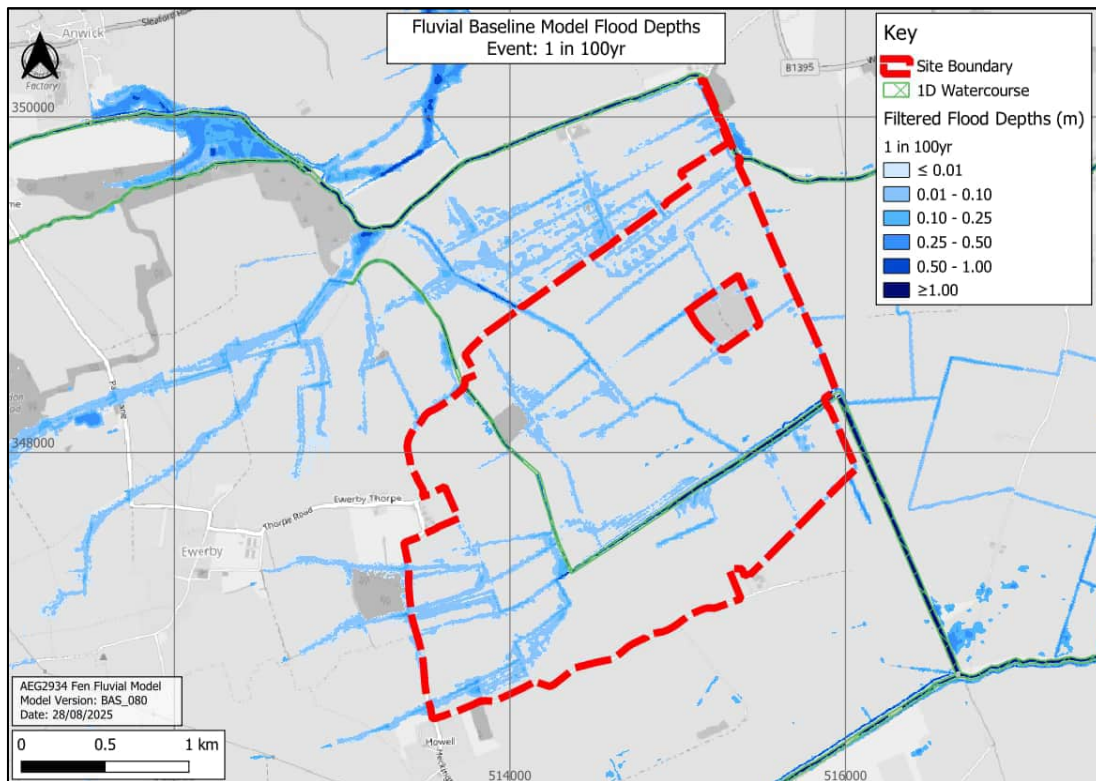 Fluvial Baseline Model Flood Depths
Event: 1 in 100yr
Key
Site Boundary
1D Watercourse
Filtered Flood Depths (m)
1 in 100yr
≤ 0.01
0.01 - 0.10
0.10 - 0.25
0.25 - 0.50
0.50 - 1.00
≥1.00
Sleaford Road
Anwick
Factory
B1395
350000
348000
Ewerby Thorpe
Thorpe Road
Ewerby
Howell
514000
516000
AEG2934 Fen Fluvial Model
Model Version: BAS_080
Date: 28/08/2025
0 0.5 1 km